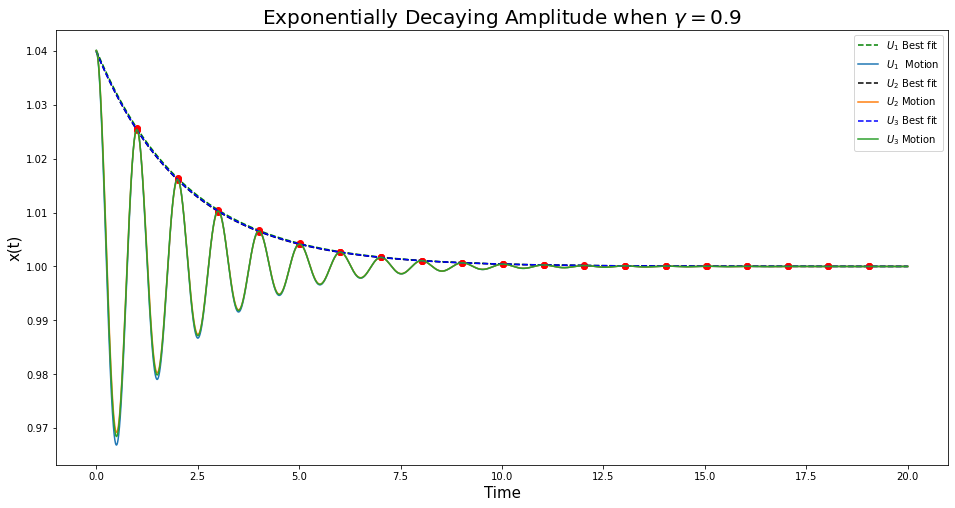 Exponentially Decaying Amplitude when γ = 0.9
1.04
1.03
1.02
1.01
1.00
0.99
0.98
0.97
x(t)
U₁ Best fit
U₁ Motion
U₂ Best fit
U₂ Motion
U₃ Best fit
U₃ Motion
0.0 2.5 5.0 7.5 10.0 12.5 15.0 17.5 20.0
Time